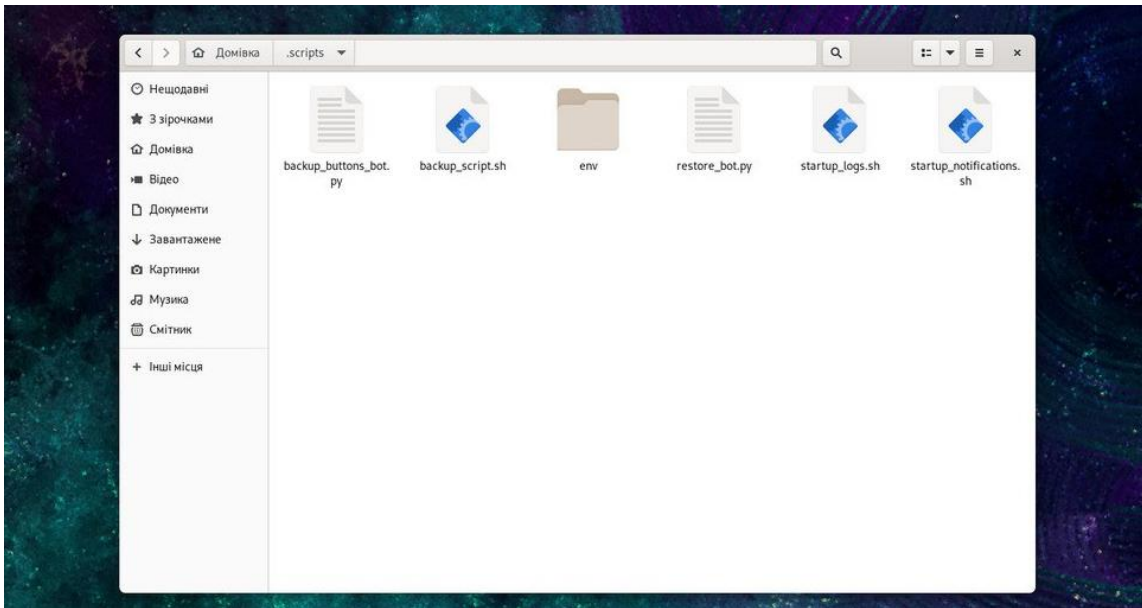 Домівка .scripts
Нещодавні
З зірочками
Домівка
Відео
Документи
Завантажене
Картинки
Музика
Смітник
+ Інші місця
backup_buttons_bot.
py
backup_script.sh
env
restore_bot.py
startup_logs.sh
startup_notifications.
sh